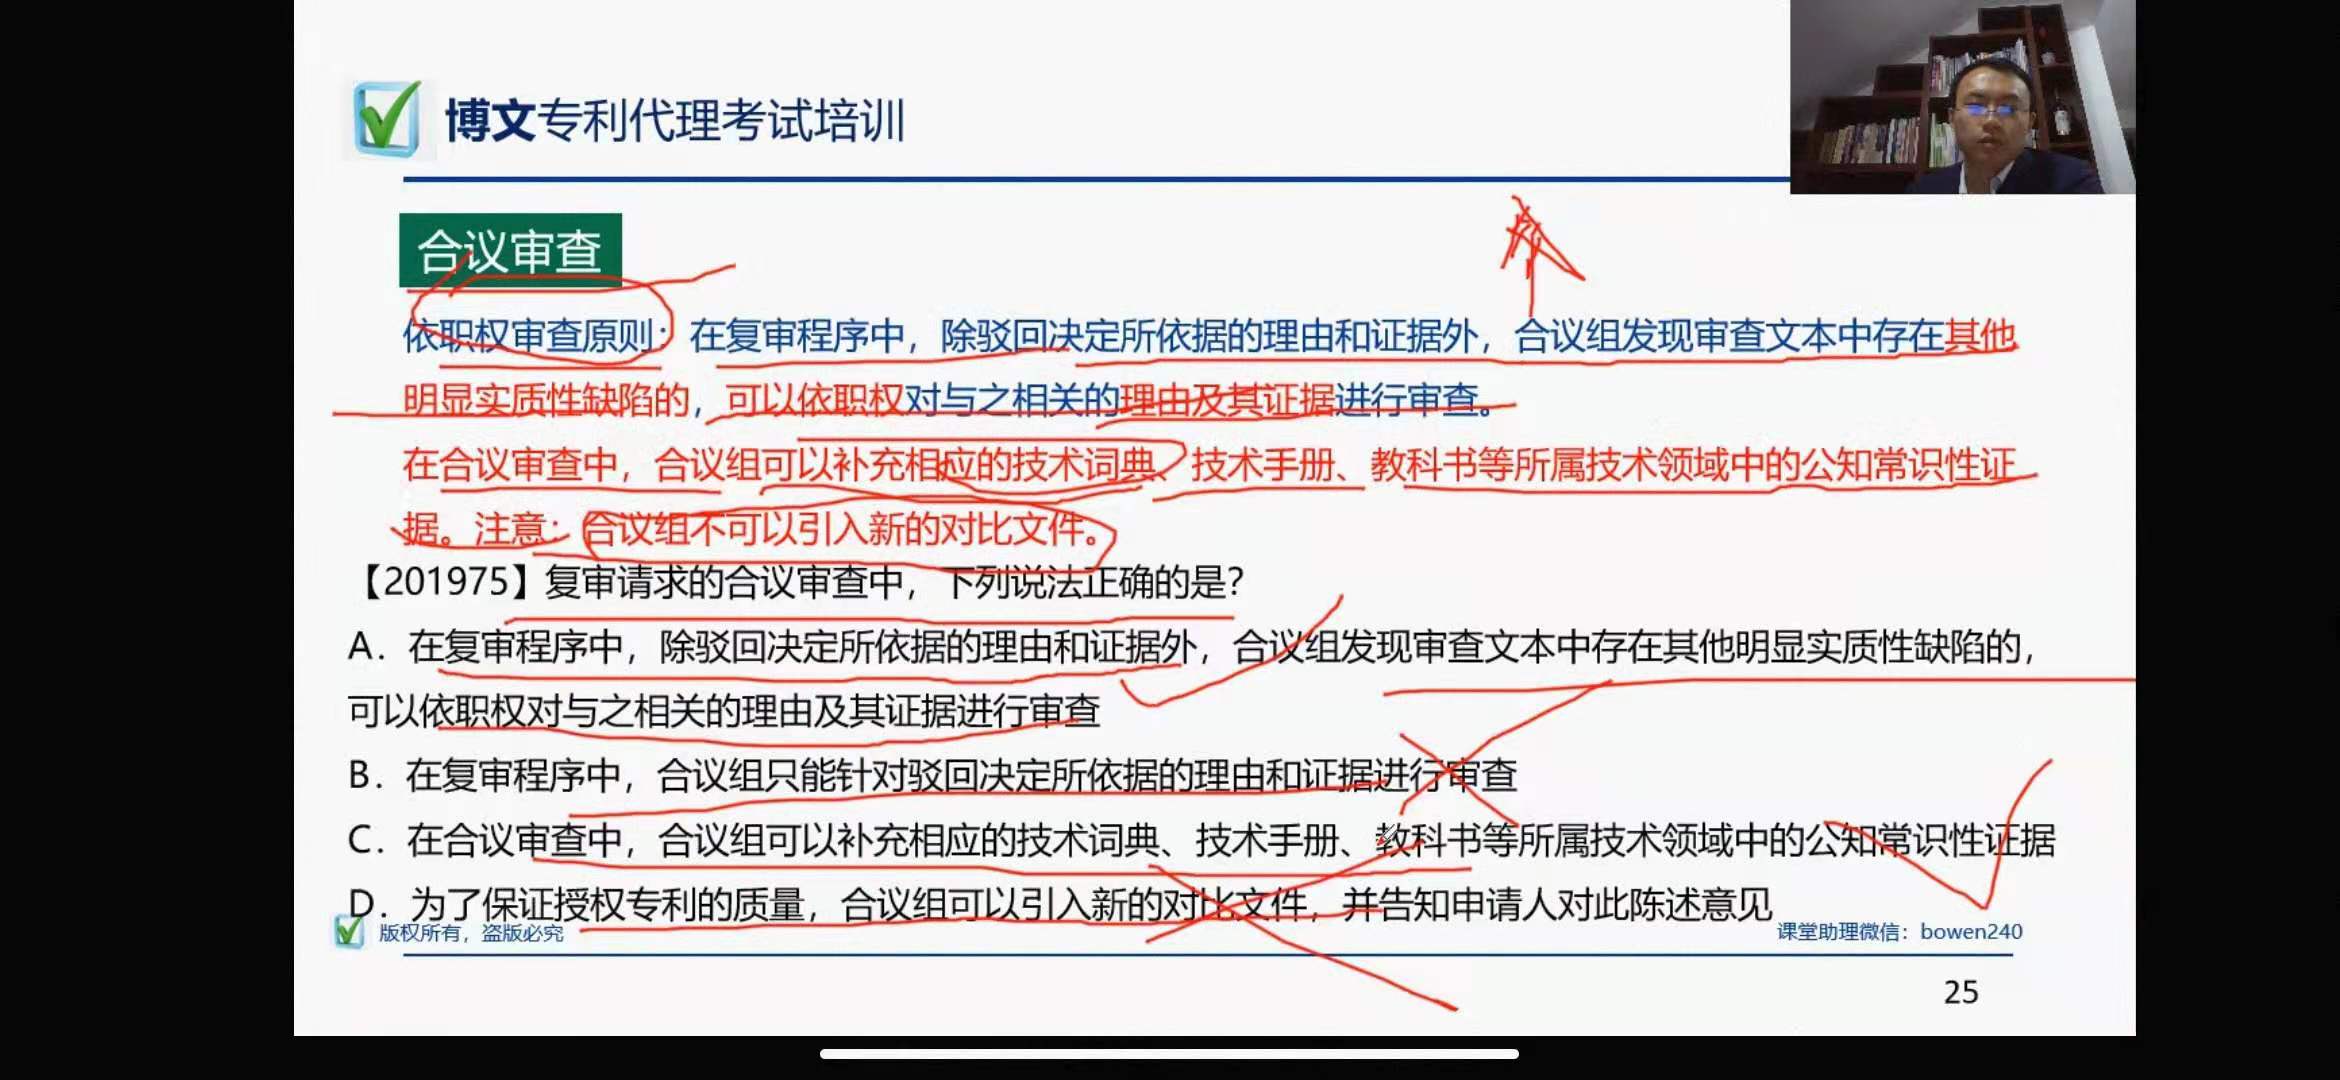 博文专利代理考试培训
合议审查
依职权审查原则：在复审程序中，除驳回决定所依据的理由和证据外，合议组发现审查文本中存在其他
明显实质性缺陷的，可以依职权对与之相关的理由及其证据进行审查。
在合议审查中，合议组可以补充相应的技术词典、技术手册、教科书等所属技术领域中的公知常识性证
据。注意：合议组不可以引入新的对比文件。
【201975】复审请求的合议审查中，下列说法正确的是？
A．在复审程序中，除驳回决定所依据的理由和证据外，合议组发现审查文本中存在其他明显实质性缺陷的，
可以依职权对与之相关的理由及其证据进行审查
B．在复审程序中，合议组只能针对驳回决定所依据的理由和证据进行审查
C．在合议审查中，合议组可以补充相应的技术词典、技术手册、教科书等所属技术领域中的公知常识性证据
D．为了保证授权专利的质量，合议组可以引入新的对比文件，并告知申请人对此陈述意见
版权所有，盗版必究
课堂助理微信：bowen240
25